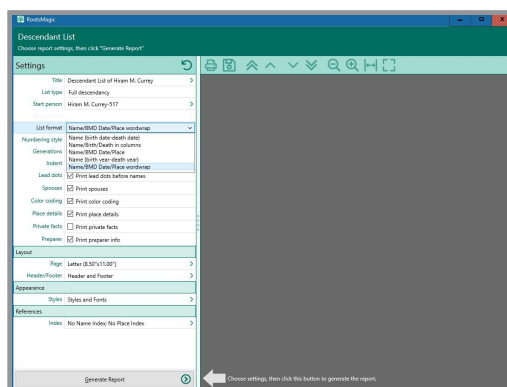 RootsMagic
Descendant List
Choose report settings, then click "Generate Report"
Settings
Title Descendant List of Hiram M. Currey
List type Full descendancy
Start person Hiram M. Currey-517
List format Name/BMD Date/Place wordwrap
Numbering style Name (birth date-death date)
Name/Birth/Death in columns
Generations Name/BMD Date/Place
Name (birth year-death year)
Indent Name/BMD Date/Place wordwrap
Lead dots Print lead dots before names
Spouses Print spouses
Color coding Print color coding
Place details Print place details
Private facts Print private facts
Preparer Print preparer info
Layout
Page Letter (8.50"x11.00")
Header/Footer Header and Footer
Appearance
Styles Styles and Fonts
References
Index No Name Index; No Place Index
Generate Report
Choose settings, then click this button to generate the report.